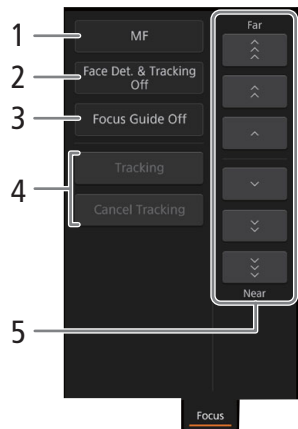 1
MF
2
Face Det. & Tracking
Off
3
Focus Guide Off
4
Tracking
Cancel Tracking
Far
Near
5
Focus